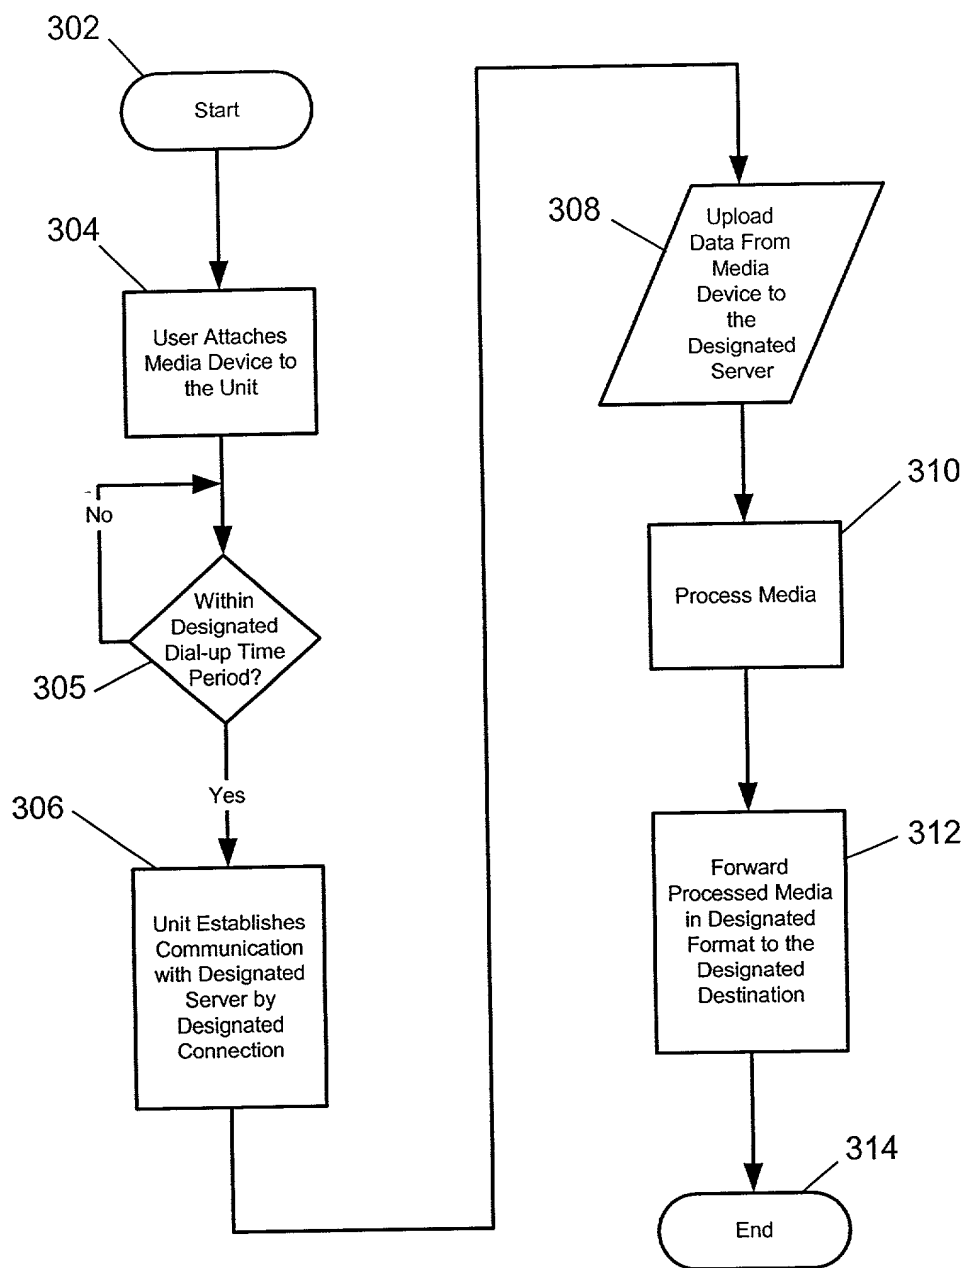 302
Start
304
User Attaches
Media Device to
the Unit
No
Within
Designated
Dial-up Time
Period?
305
Yes
306
Unit Establishes
Communication
with Designated
Server by
Designated
Connection
308
Upload
Data From
Media
Device to
the
Designated
Server
310
Process Media
312
Forward
Processed Media
in Designated
Format to the
Designated
Destination
314
End